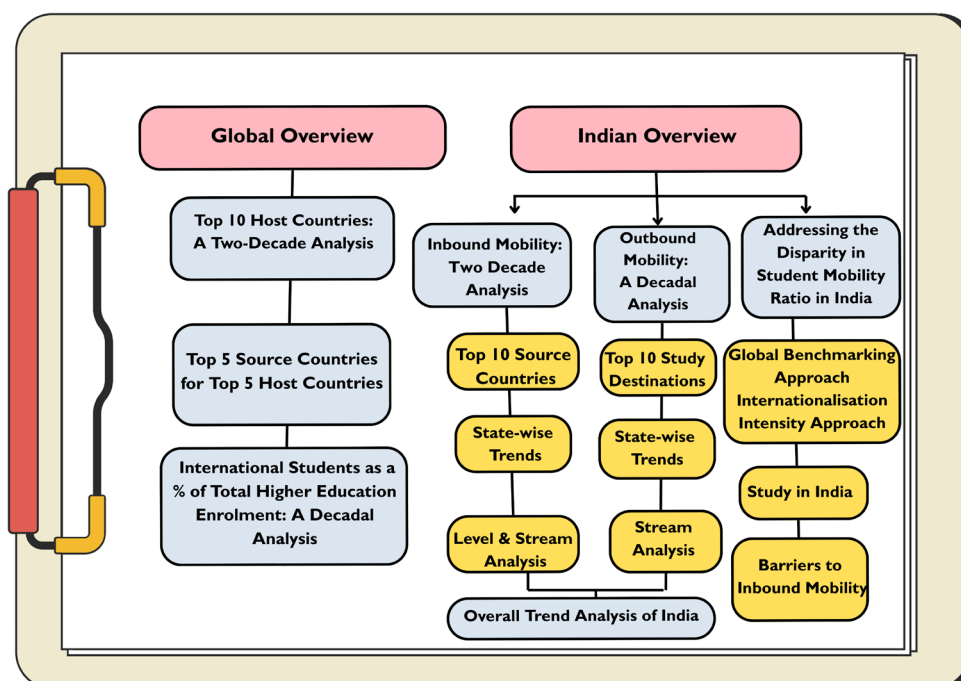 Global Overview
Top 10 Host Countries:
A Two-Decade Analysis
Top 5 Source Countries
for Top 5 Host Countries
International Students as a
% of Total Higher Education
Enrolment: A Decadal
Analysis
Indian Overview
Inbound Mobility:
Two Decade
Analysis
Top 10 Source
Countries
State-wise
Trends
Level & Stream
Analysis
Outbound
Mobility:
A Decadal
Analysis
Top 10 Study
Destinations
State-wise
Trends
Stream
Analysis
Overall Trend Analysis of India
Addressing the
Disparity in
Student Mobility
Ratio in India
Global Benchmarking
Approach
Internationalisation
Intensity Approach
Study in India
Barriers to
Inbound Mobility